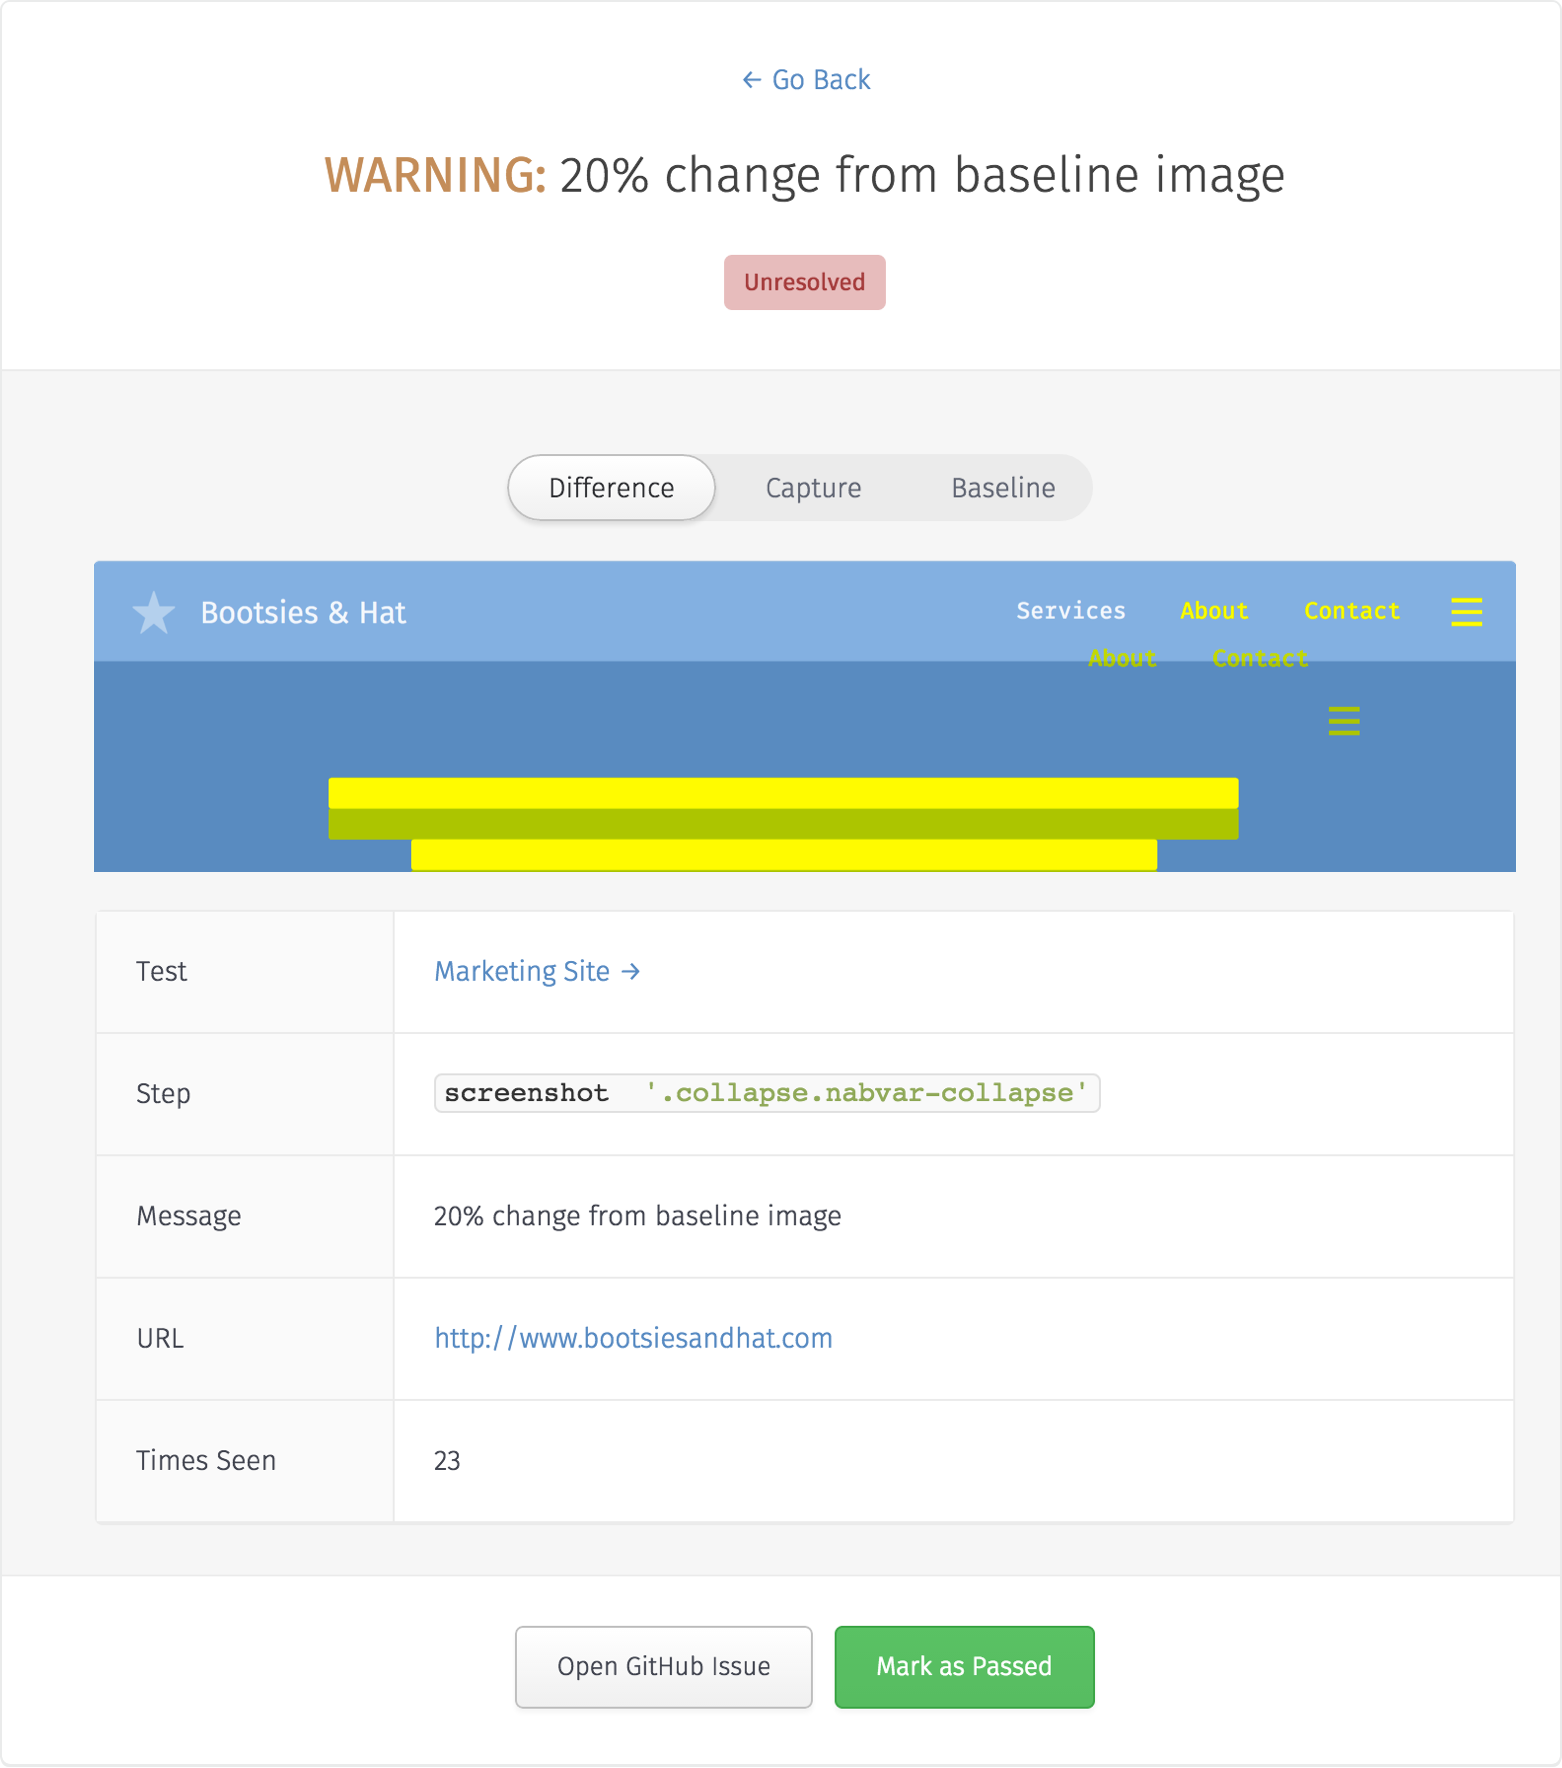 ← Go Back
WARNING: 20% change from baseline image
Unresolved
Difference Capture Baseline
Bootsies & Hat Services About Contact
About Contact
Test Marketing Site →
Step screenshot '.collapse.nabvar-collapse'
Message 20% change from baseline image
URL http://www.bootsiesandhat.com
Times Seen 23
Open GitHub Issue Mark as Passed